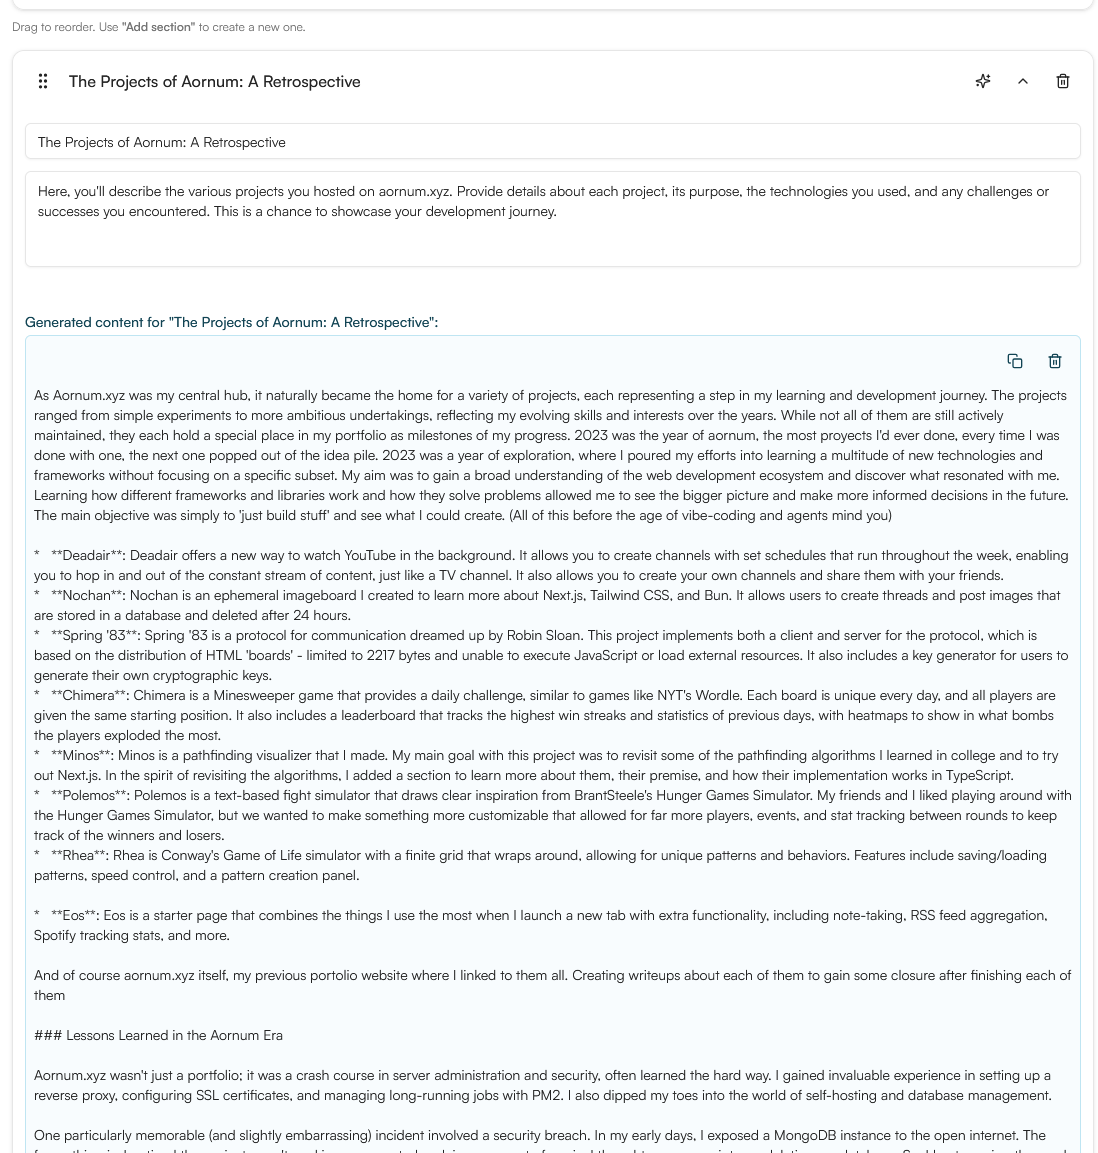 Drag to reorder. Use "Add section" to create a new one.
The Projects of Aornum: A Retrospective
The Projects of Aornum: A Retrospective
Here, you'll describe the various projects you hosted on aornum.xyz. Provide details about each project, its purpose, the technologies you used, and any challenges or
successes you encountered. This is a chance to showcase your development journey.
Generated content for "The Projects of Aornum: A Retrospective":
As Aornum.xyz was my central hub, it naturally became the home for a variety of projects, each representing a step in my learning and development journey. The projects
ranged from simple experiments to more ambitious undertakings, reflecting my evolving skills and interests over the years. While not all of them are still actively
maintained, they each hold a special place in my portfolio as milestones of my progress. 2023 was the year of aornum, the most proyects I'd ever done, every time I was
done with one, the next one popped out of the idea pile. 2023 was a year of exploration, where I poured my efforts into learning a multitude of new technologies and
frameworks without focusing on a specific subset. My aim was to gain a broad understanding of the web development ecosystem and discover what resonated with me.
Learning how different frameworks and libraries work and how they solve problems allowed me to see the bigger picture and make more informed decisions in the future.
The main objective was simply to 'just build stuff' and see what I could create. (All of this before the age of vibe-coding and agents mind you)
* **Deadair**: Deadair offers a new way to watch YouTube in the background. It allows you to create channels with set schedules that run throughout the week, enabling
you to hop in and out of the constant stream of content, just like a TV channel. It also allows you to create your own channels and share them with your friends.
* **Nochan**: Nochan is an ephemeral imageboard I created to learn more about Next.js, Tailwind CSS, and Bun. It allows users to create threads and post images that
are stored in a database and deleted after 24 hours.
* **Spring '83**: Spring '83 is a protocol for communication dreamed up by Robin Sloan. This project implements both a client and server for the protocol, which is
based on the distribution of HTML 'boards' - limited to 2217 bytes and unable to execute JavaScript or load external resources. It also includes a key generator for users to
generate their own cryptographic keys.
* **Chimera**: Chimera is a Minesweeper game that provides a daily challenge, similar to games like NYT's Wordle. Each board is unique every day, and all players are
given the same starting position. It also includes a leaderboard that tracks the highest win streaks and statistics of previous days, with heatmaps to show in what bombs
the players exploded the most.
* **Minos**: Minos is a pathfinding visualizer that I made. My main goal with this project was to revisit some of the pathfinding algorithms I learned in college and to try
out Next.js. In the spirit of revisiting the algorithms, I added a section to learn more about them, their premise, and how their implementation works in TypeScript.
* **Polemos**: Polemos is a text-based fight simulator that draws clear inspiration from BrantSteele's Hunger Games Simulator. My friends and I liked playing around with
the Hunger Games Simulator, but we wanted to make something more customizable that allowed for far more players, events, and stat tracking between rounds to keep
track of the winners and losers.
* **Rhea**: Rhea is Conway's Game of Life simulator with a finite grid that wraps around, allowing for unique patterns and behaviors. Features include saving/loading
patterns, speed control, and a pattern creation panel.
* **Eos**: Eos is a starter page that combines the things I use the most when I launch a new tab with extra functionality, including note-taking, RSS feed aggregation,
Spotify tracking stats, and more.
And of course aornum.xyz itself, my previous portolio website where I linked to them all. Creating writeups about each of them to gain some closure after finishing each of
them
### Lessons Learned in the Aornum Era
Aornum.xyz wasn't just a portfolio; it was a crash course in server administration and security, often learned the hard way. I gained invaluable experience in setting up a
reverse proxy, configuring SSL certificates, and managing long-running jobs with PM2. I also dipped my toes into the world of self-hosting and database management.
One particularly memorable (and slightly embarrassing) incident involved a security breach. In my early days, I exposed a MongoDB instance to the open internet. The